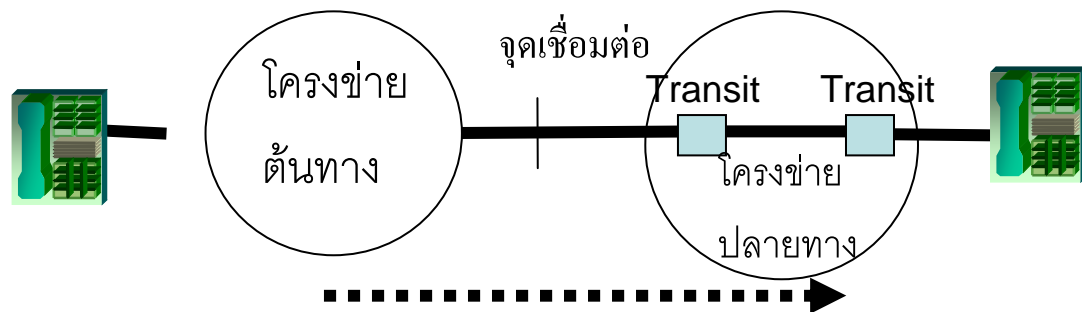 จุดเชื่อมต่อ
โครงข่าย
ต้นทาง
Transit Transit
โครงข่าย
ปลายทาง